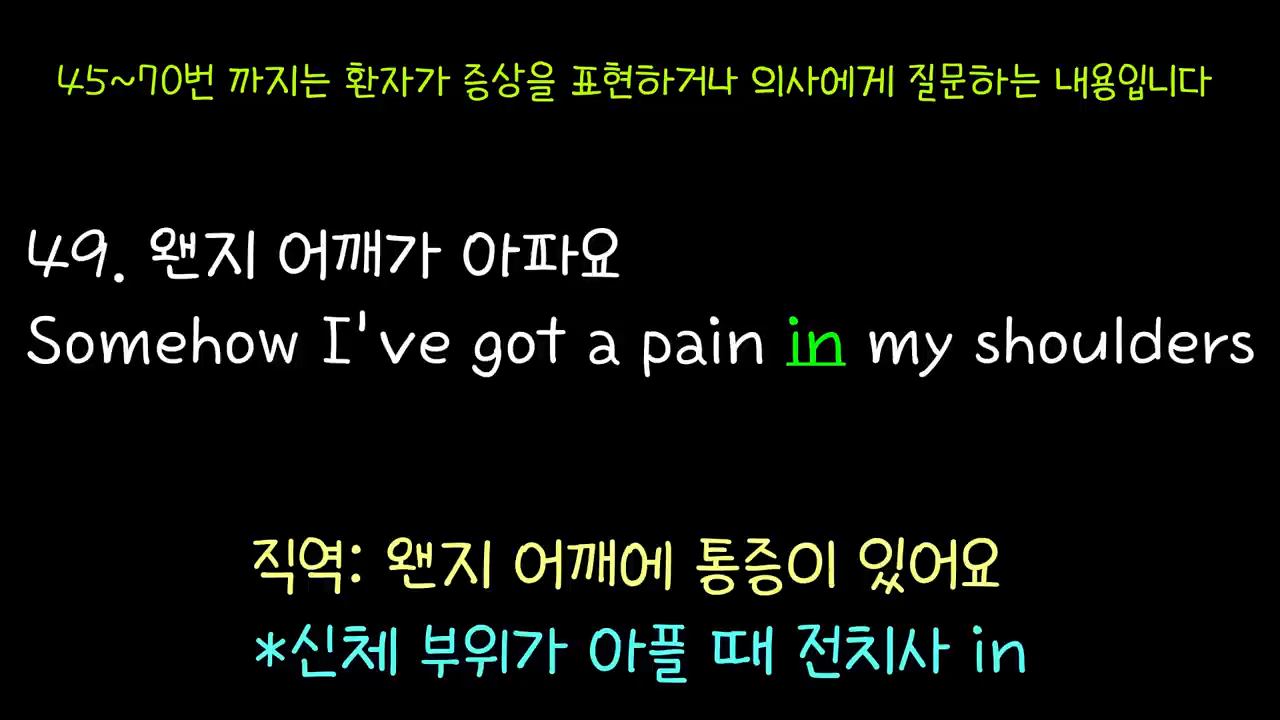 45~70번 까지는 환자가 증상을 표현하거나 의사에게 질문하는 내용입니다
49. 왠지 어깨가 아파요
Somehow I've got a pain in my shoulders
직역: 왠지 어깨에 통증이 있어요
*신체 부위가 아플 때 전치사 in